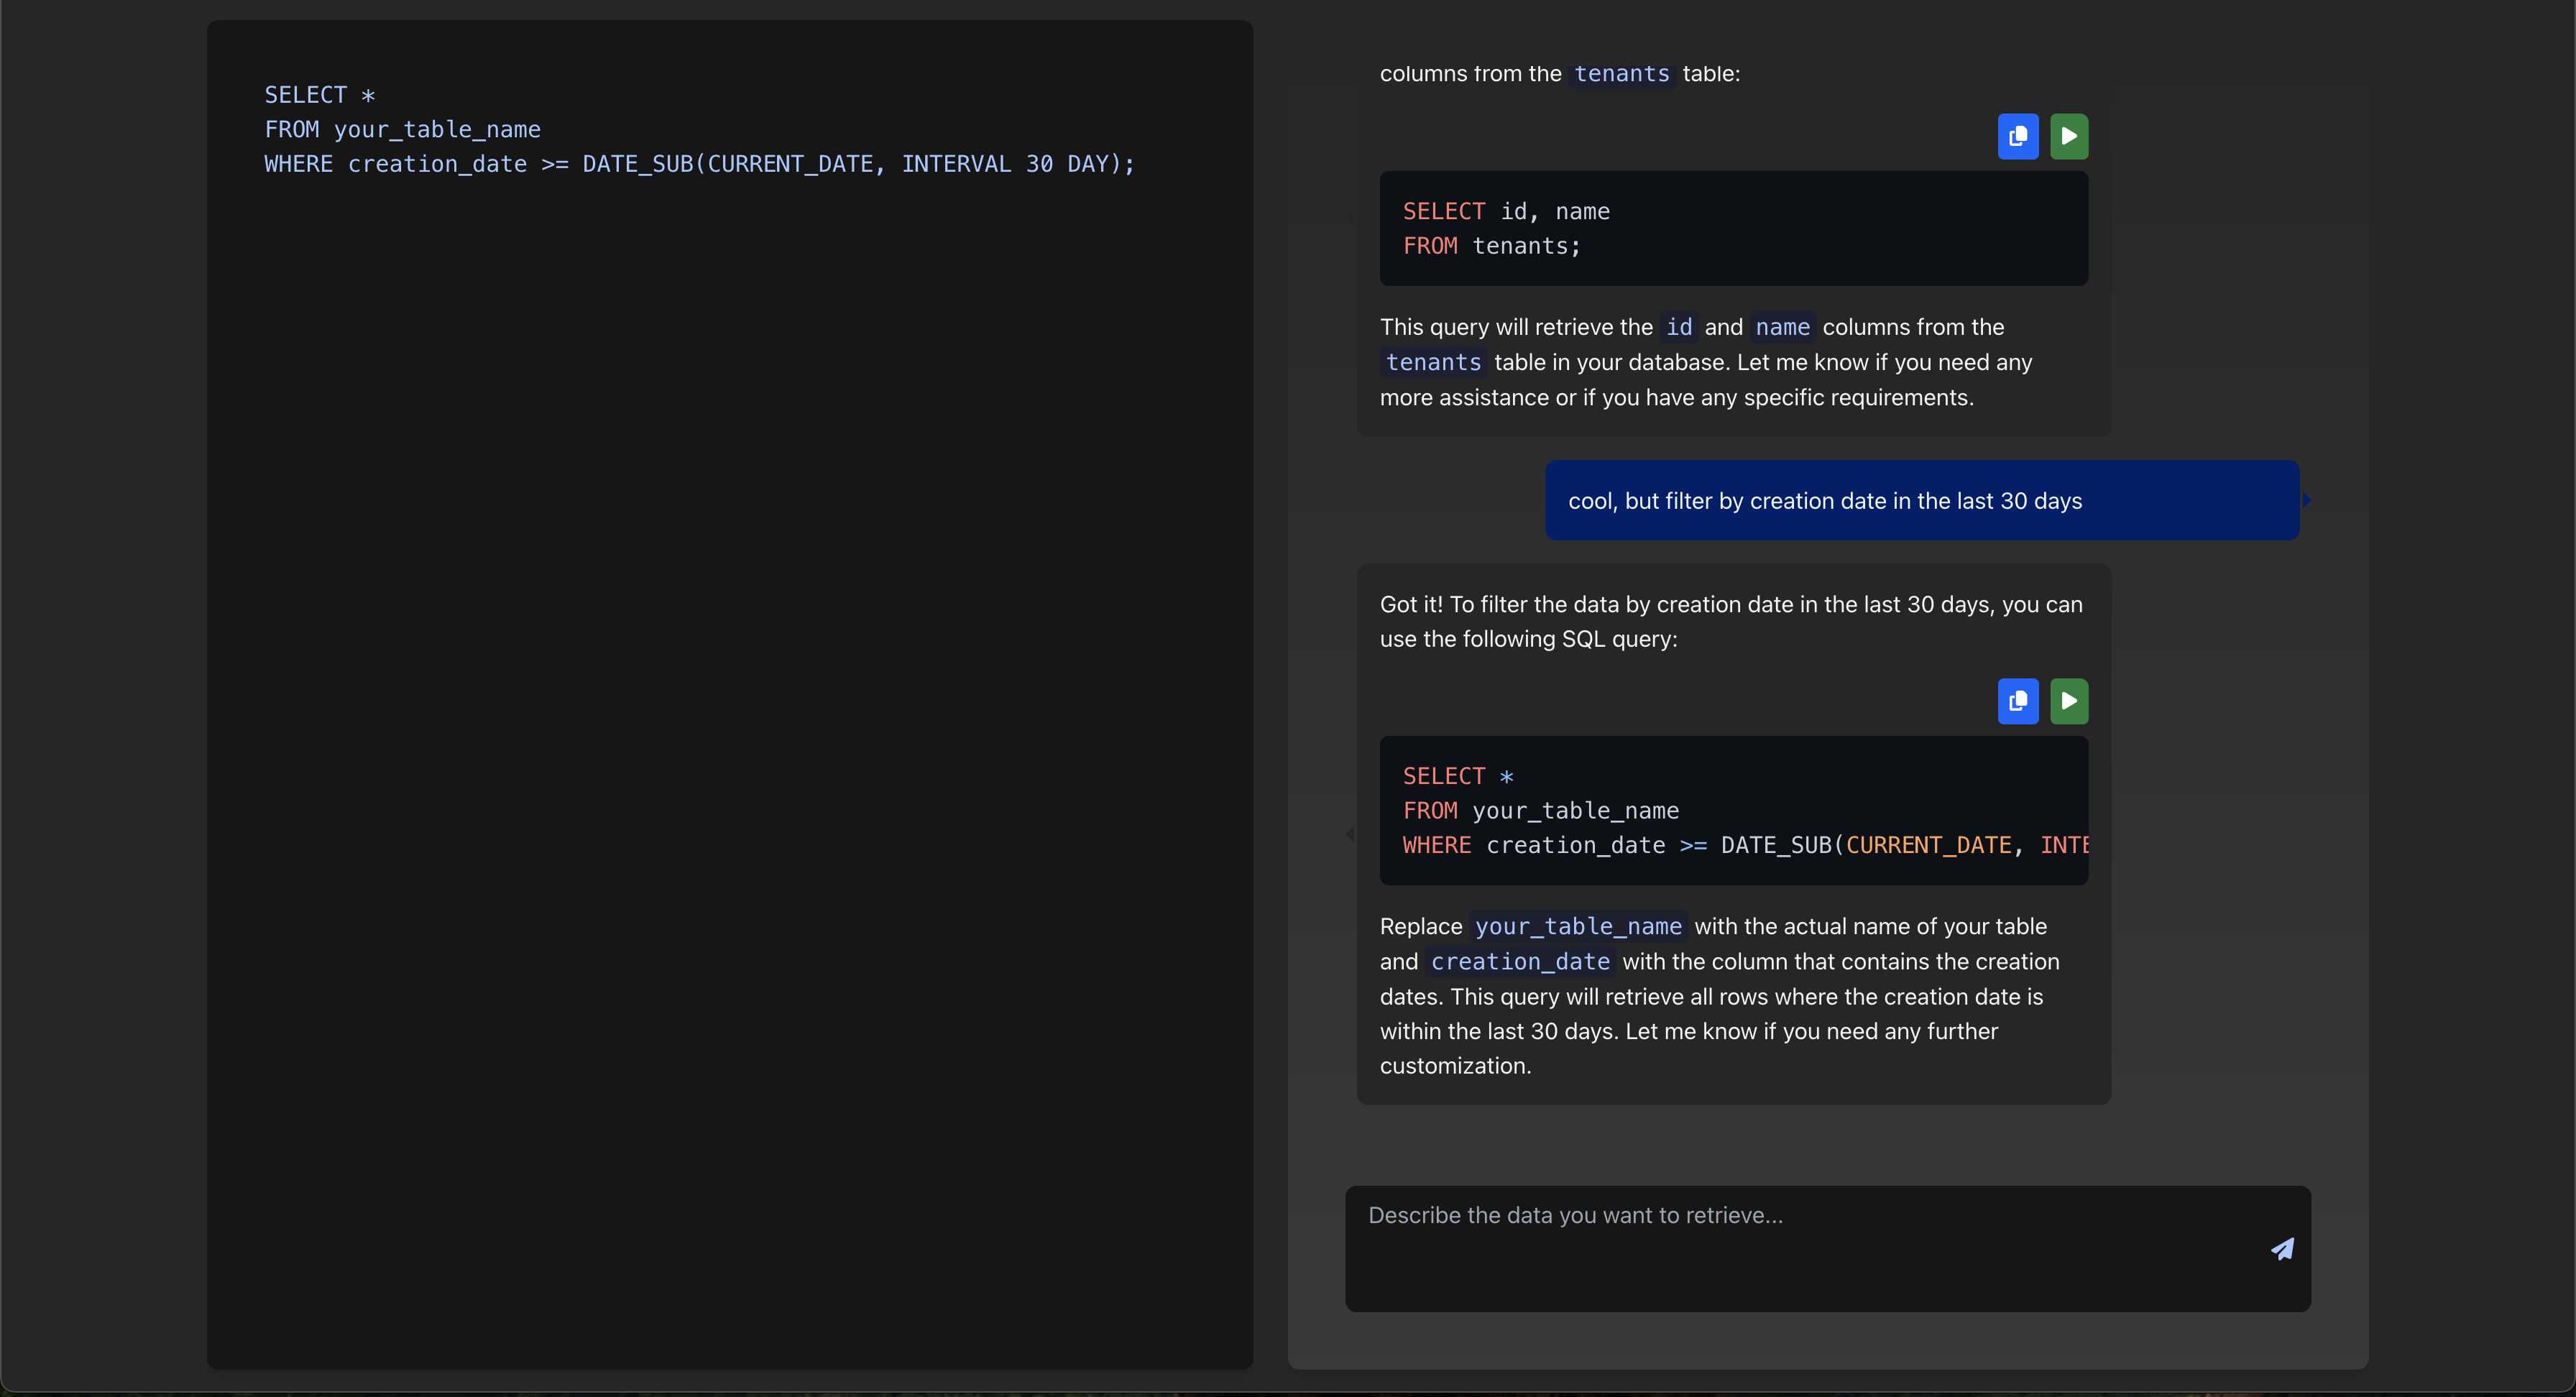 SELECT *
FROM your_table_name
WHERE creation_date >= DATE_SUB(CURRENT_DATE, INTERVAL 30 DAY);
columns from the tenants table:
SELECT id, name
FROM tenants;
This query will retrieve the id and name columns from the
tenants table in your database. Let me know if you need any
more assistance or if you have any specific requirements.
cool, but filter by creation date in the last 30 days
Got it! To filter the data by creation date in the last 30 days, you can
use the following SQL query:
SELECT *
FROM your_table_name
WHERE creation_date >= DATE_SUB(CURRENT_DATE, INTE
Replace your_table_name with the actual name of your table
and creation_date with the column that contains the creation
dates. This query will retrieve all rows where the creation date is
within the last 30 days. Let me know if you need any further
customization.
Describe the data you want to retrieve...